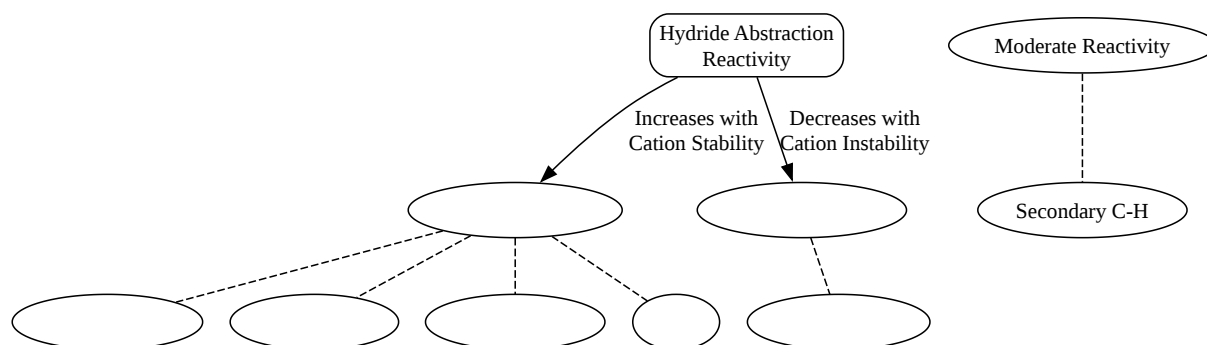 Hydride Abstraction
Reactivity
Moderate Reactivity
Increases with
Cation Stability
Decreases with
Cation Instability
Secondary C-H